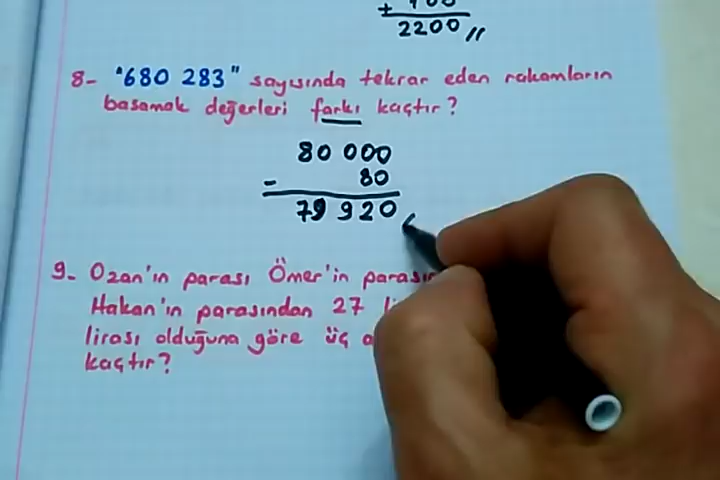 + 700
2200 //
8- "680 283" sayısında tekrar eden rakamların
basamak değerleri farkı kaçtır?
80 000
- 80
79 920
9- Ozan'ın parası Ömer'in
Hakan'ın parasından 27
lirası olduğuna göre üç
kaçtır?